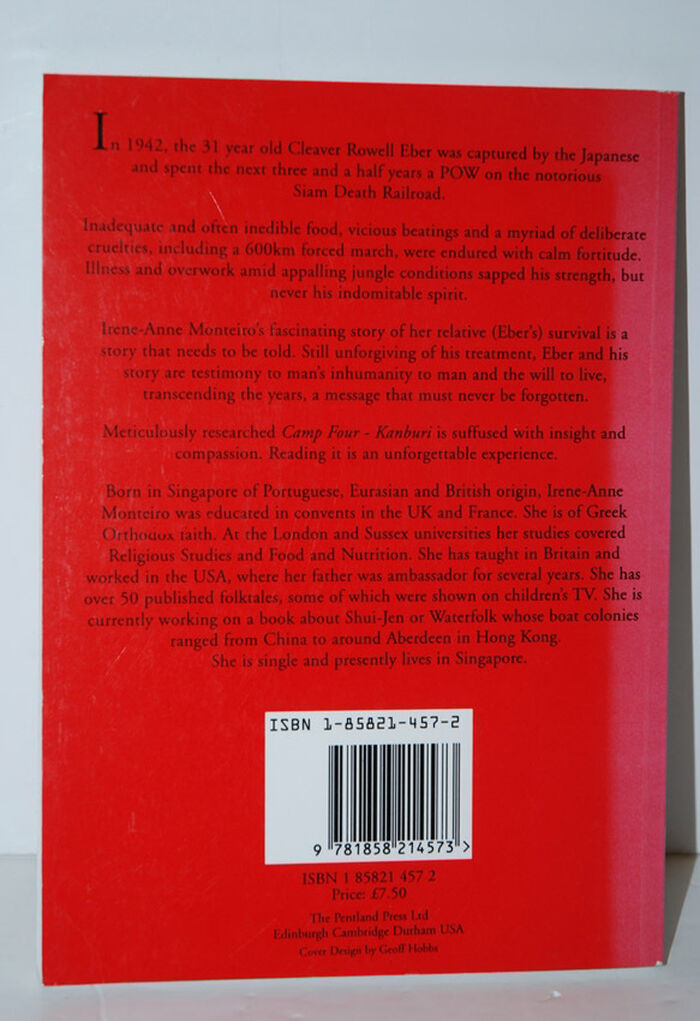 In 1942, the 31 year old Cleaver Rowell Eber was captured by the Japanese
and spent the next three and a half years a POW on the notorious
Siam Death Railroad.
Inadequate and often inedible food, vicious beatings and a myriad of deliberate
cruelties, including a 600km forced march, were endured with calm fortitude.
Illness and overwork amid appalling jungle conditions sapped his strength, but
never his indomitable spirit.
Irene-Anne Monteiro's fascinating story of her relative (Eber's) survival is a
story that needs to be told. Still unforgiving of his treatment, Eber and his
story are testimony to man's inhumanity to man and the will to live,
transcending the years, a message that must never be forgotten.
Meticulously researched Camp Four - Kanburi is suffused with insight and
compassion. Reading it is an unforgettable experience.
Born in Singapore of Portuguese, Eurasian and British origin, Irene-Anne
Monteiro was educated in convents in the UK and France. She is of Greek
Orthodox faith. At the London and Sussex universities her studies covered
Religious Studies and Food and Nutrition. She has taught in Britain and
worked in the USA, where her father was ambassador for several years. She has
over 50 published folktales, some of which were shown on children's TV. She is
currently working on a book about Shui-Jen or Waterfolk whose boat colonies
ranged from China to around Aberdeen in Hong Kong.
She is single and presently lives in Singapore.
ISBN 1-85821-457-2
9 781858 214573 >
ISBN 1 85821 457 2
Price: £7.50
The Pentland Press Ltd
Edinburgh Cambridge Durham USA
Cover Design by Geoff Hobbs